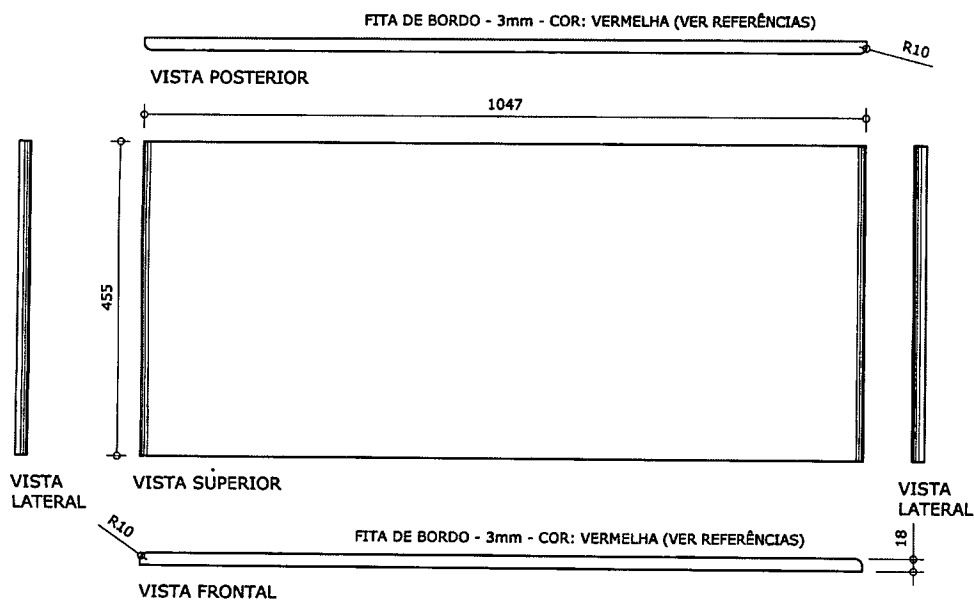 FITA DE BORDO - 3mm - COR: VERMELHA (VER REFERÊNCIAS)
R10
VISTA POSTERIOR
1047
455
VISTA
LATERAL
VISTA SUPERIOR
VISTA
LATERAL
R10
FITA DE BORDO - 3mm - COR: VERMELHA (VER REFERÊNCIAS)
18
VISTA FRONTAL